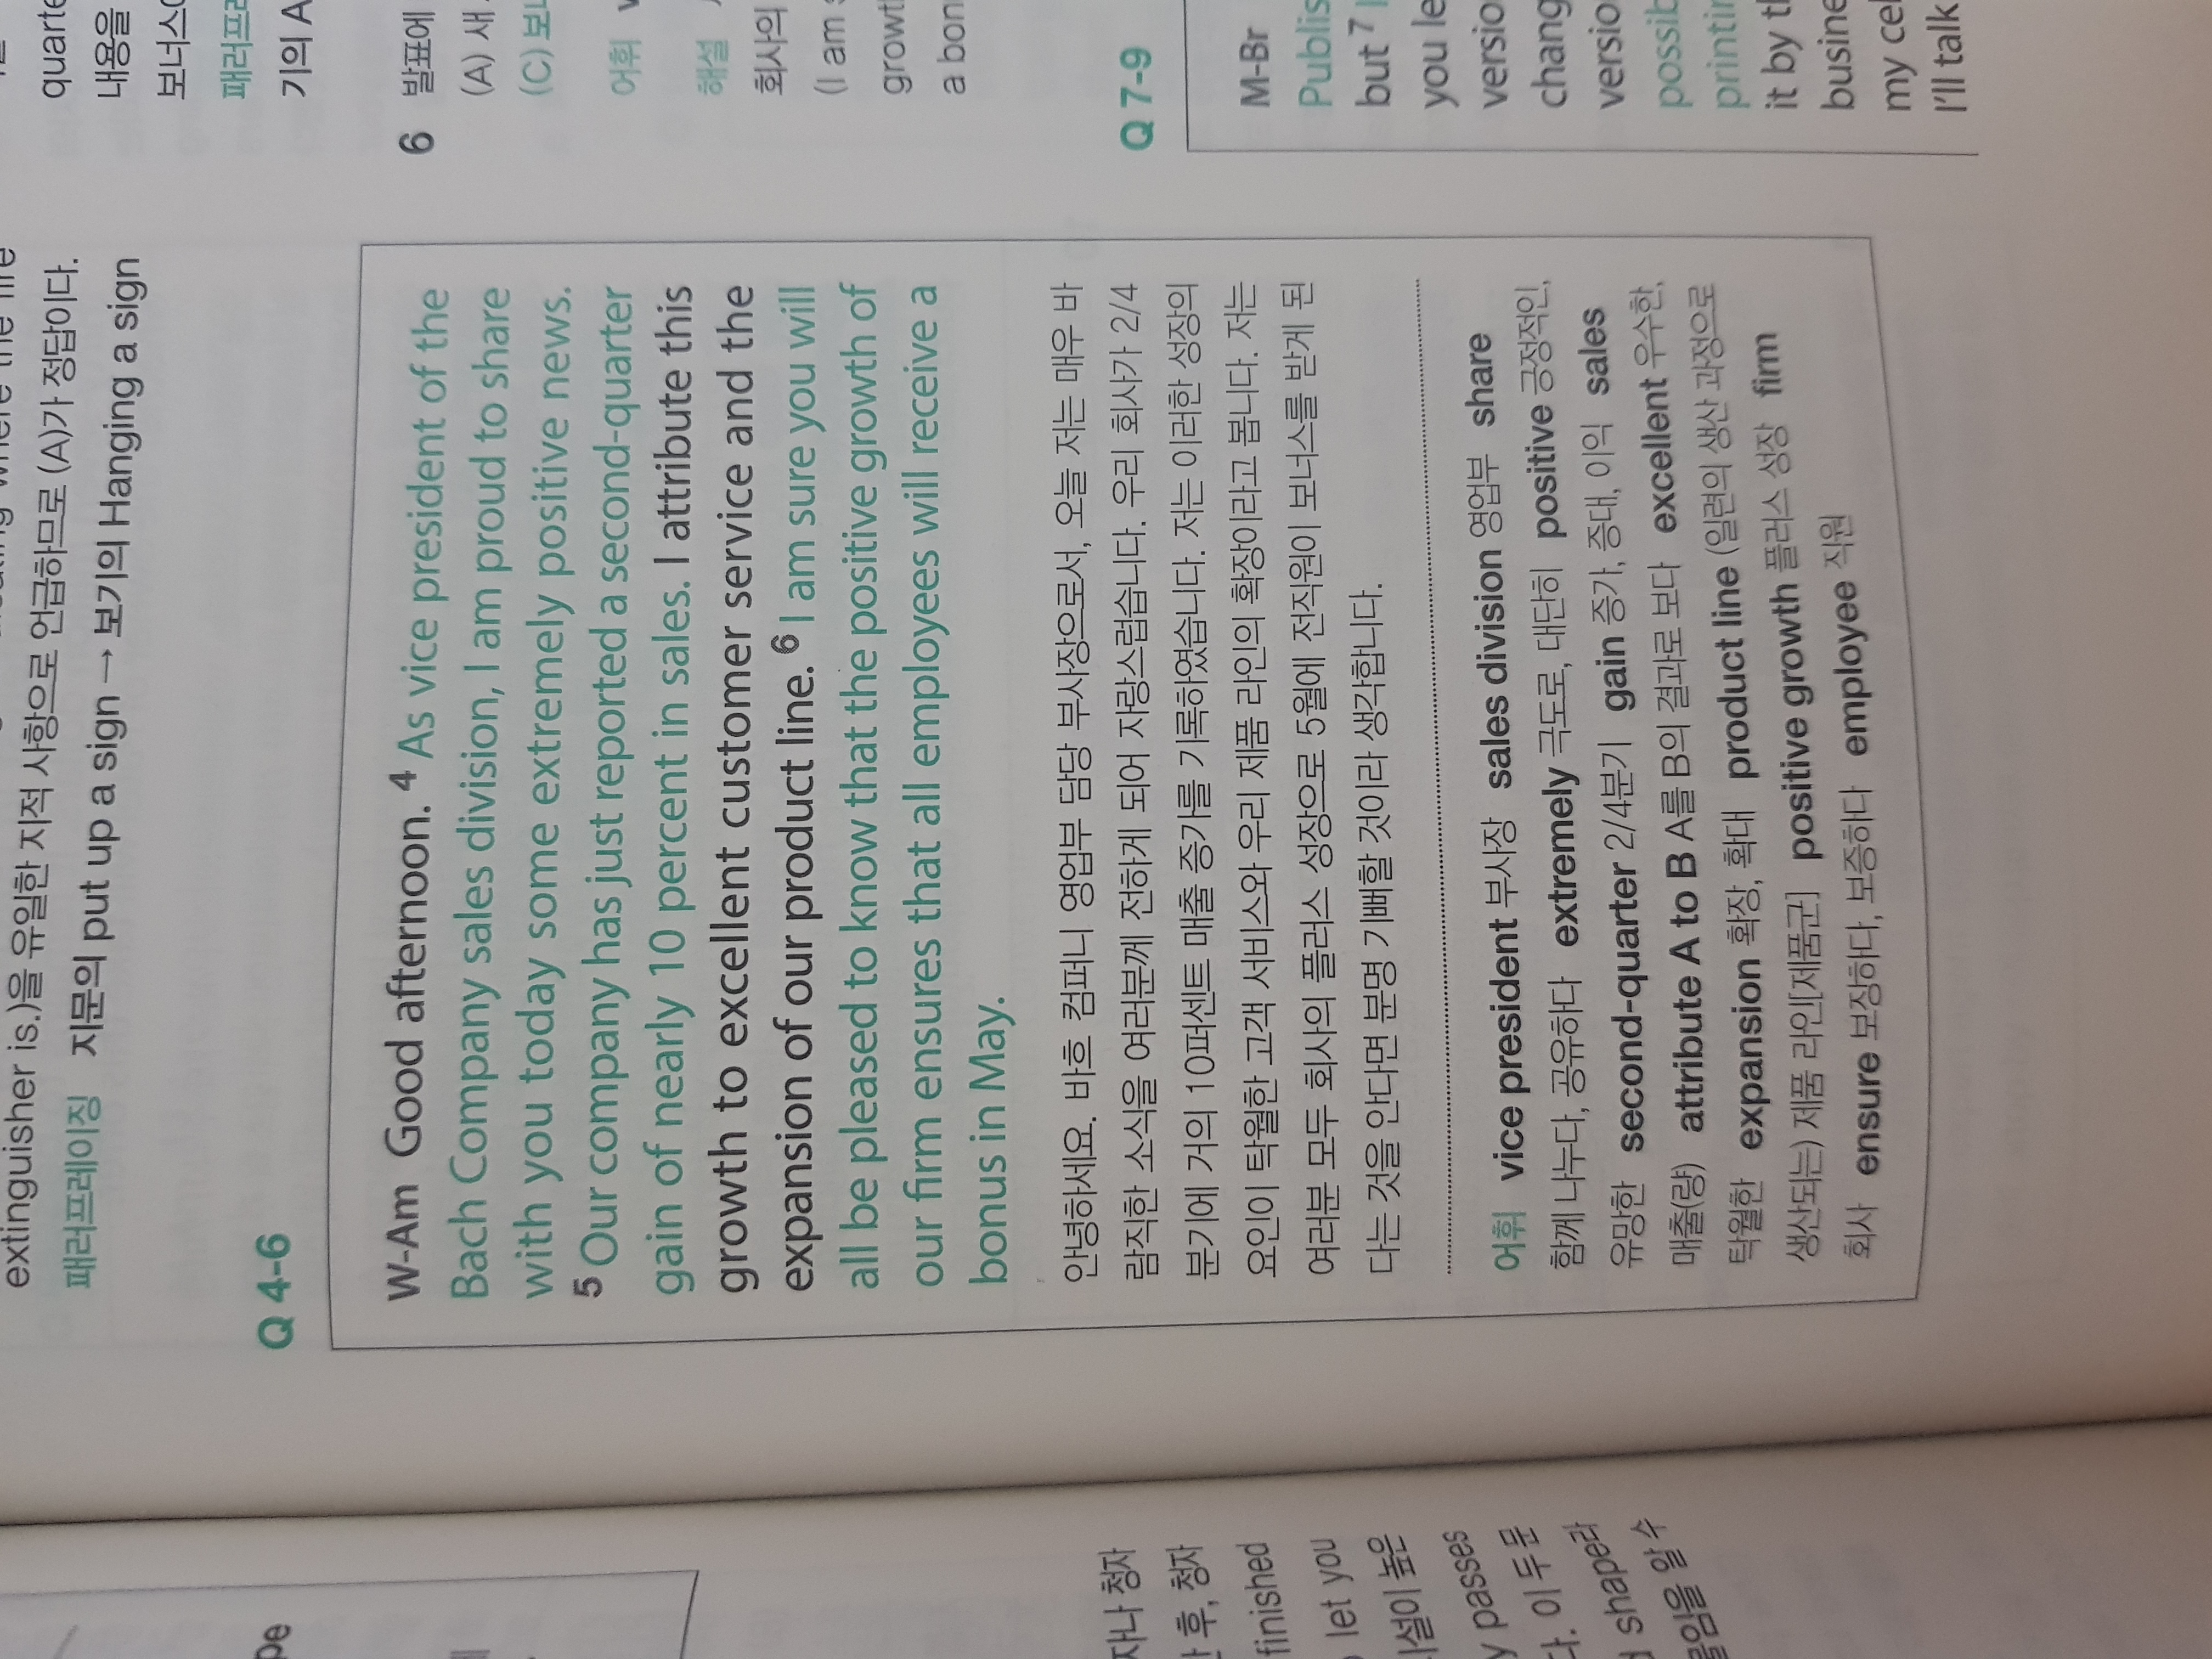 extinguisher is.)을 유일한 지적 사항으로 언급하므로 (A)가 정답이다.
패러프레이징 지문의 put up a sign → 보기의 Hanging a sign
Q 4-6
W-Am Good afternoon. 4 As vice president of the
Bach Company sales division, I am proud to share
with you today some extremely positive news.
5 Our company has just reported a second-quarter
gain of nearly 10 percent in sales. I attribute this
growth to excellent customer service and the
expansion of our product line. 6 I am sure you will
all be pleased to know that the positive growth of
our firm ensures that all employees will receive a
bonus in May.
안녕하세요. 바흐 컴퍼니 영업부 담당 부사장으로서, 오늘 저는 매우 바
람직한 소식을 여러분께 전하게 되어 자랑스럽습니다. 우리 회사가 2/4
분기에 거의 10퍼센트 매출 증가를 기록하였습니다. 저는 이러한 성장의
요인이 탁월한 고객 서비스와 우리 제품 라인의 확장이라고 봅니다. 저는
여러분 모두 회사의 플러스 성장으로 5월에 전직원이 보너스를 받게 된
다는 것을 안다면 분명 기뻐할 것이라 생각합니다.
어휘 vice president 부사장 sales division 영업부 share
함께 나누다, 공유하다 extremely 극도로, 대단히 positive 긍정적인,
유망한 second-quarter 2/4분기 gain 증가, 증대, 이익 sales
매출(량) attribute A to B A를 B의 결과로 보다 excellent 우수한,
탁월한 expansion 확장, 확대 product line (일련의 생산 과정으로
생산되는) 제품 라인[제품군] positive growth 플러스 성장 firm
회사 ensure 보장하다, 보증하다 employee 직원
자나 청자
후, 청자
finished
let you
높은
passes
다. 이 두 문
shape라
알 수
quarte
내용을
보너스
패러프
기의 A
6 발표에
(A) 새
(C) 보
어휘
해설
회사의
(I am
growt
a bon
Q 7-9
M-Br
Publis
but 7
you le
versio
chang
versio
possib
printin
it by t
busine
my cel
I'll talk